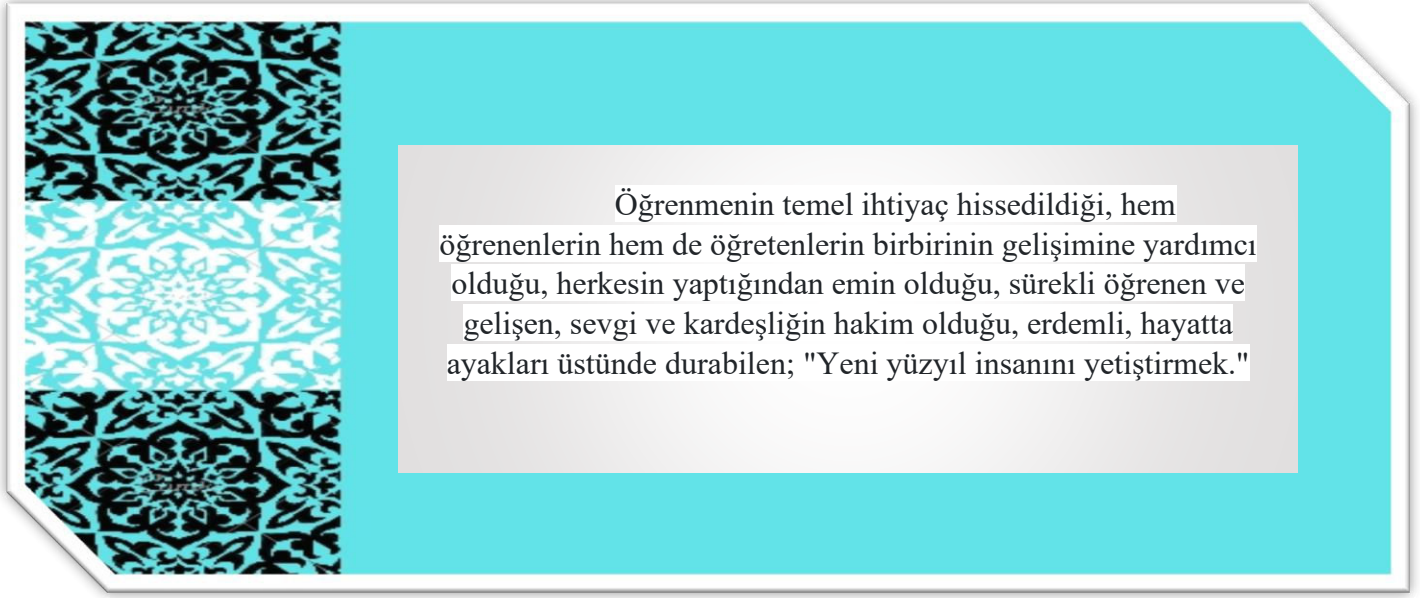 Öğrenmenin temel ihtiyaç hissedildiği, hem
öğrenenlerin hem de öğretenlerin birbirinin gelişimine yardımcı
olduğu, herkesin yaptığından emin olduğu, sürekli öğrenen ve
gelişen, sevgi ve kardeşliğin hakim olduğu, erdemli, hayatta
ayakları üstünde durabilen; "Yeni yüzyıl insanını yetiştirmek."